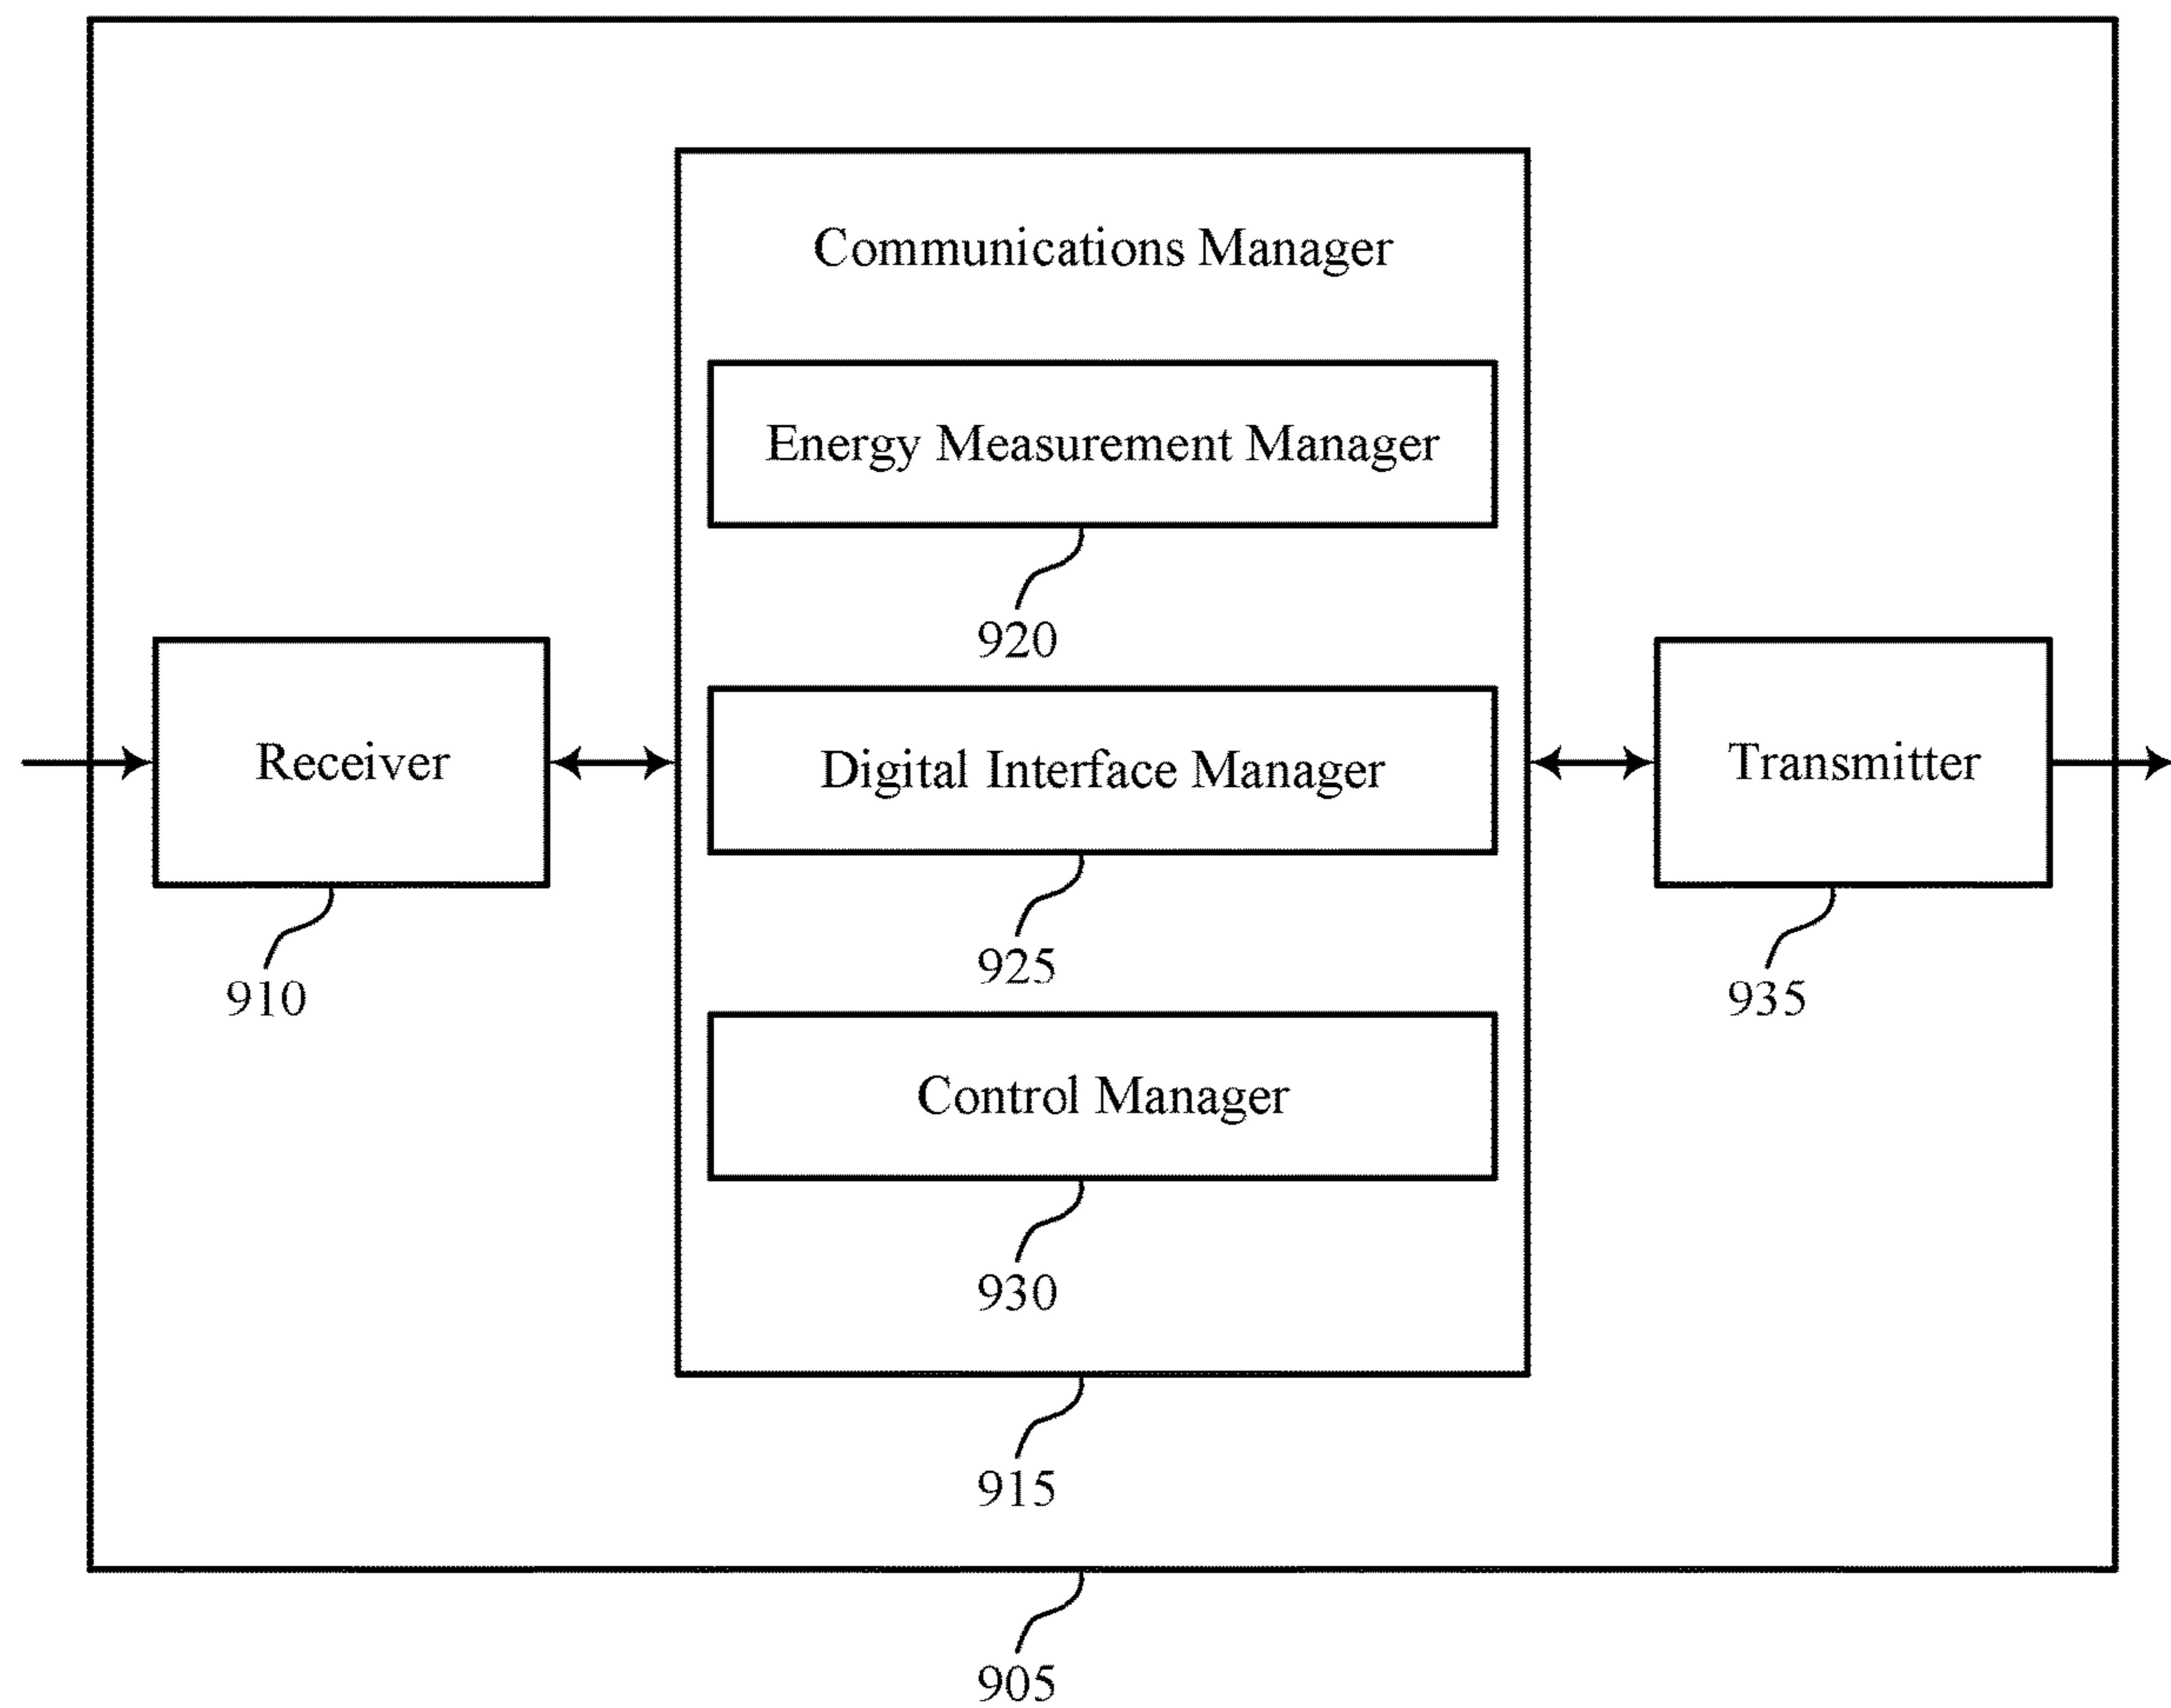 Communications Manager
Energy Measurement Manager
920
Receiver
Digital Interface Manager
Transmitter
910
925
935
Control Manager
930
915
905